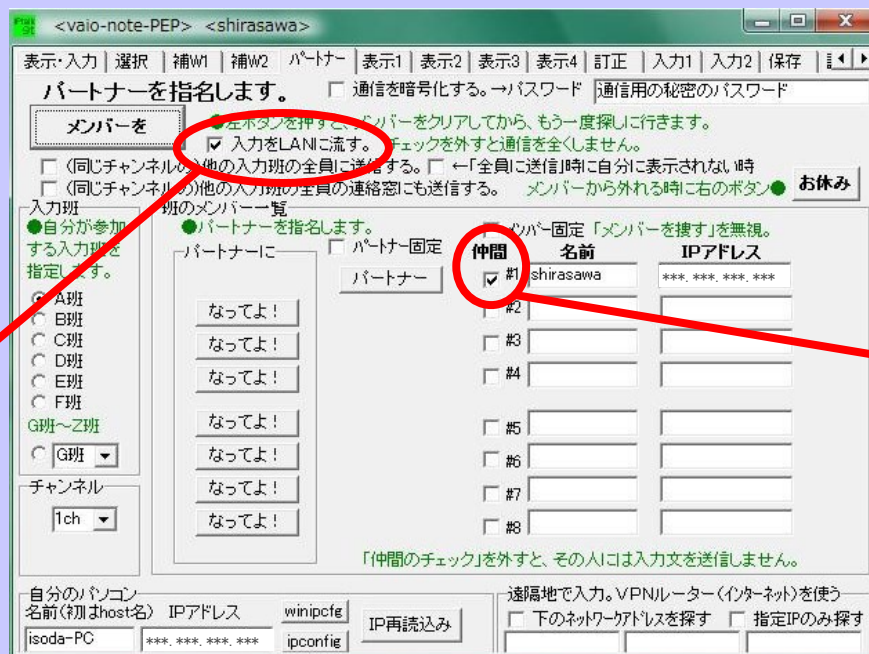 <vaio-note-PEP> <shirasawa>
表示・入力 選択 補W1 補W2 パートナー 表示1 表示2 表示3 表示4 訂正 入力1 入力2 保存
パートナーを指名します。 通信を暗号化する。→パスワード 通信用の秘密のパスワード
メンバーを ●左ボタンを押すと、メンバーをクリアしてから、もう一度探しに行きます。
入力をLANに流す。 チェックを外すと通信を全くしません。
(同じチャンネルの)他の入力班の全員に送信する。 ←「全員に送信」時に自分に表示されない時
(同じチャンネルの)他の入力班の全員の連絡窓にも送信する。 メンバーから外れる時に右のボタン● お休み
入力班 班のメンバー一覧
●自分が参加する入力班を指定します。
●パートナーを指名します。 メンバー固定「メンバーを捜す」を無視。
パートナーに パートナー固定 仲間 名前 IPアドレス
パートナー #1 shirasawa ***. ***. ***. ***
A班 なってよ! #2
B班
C班 なってよ! #3
D班
E班 なってよ! #4
F班
G班～Z班 なってよ! #5
G班 なってよ! #6
チャンネル なってよ! #7
1ch なってよ! #8
「仲間のチェック」を外すと、その人には入力文を送信しません。
自分のパソコン 遠隔地で入力。VPNルーター(インターネット)を使う
名前(初はhost名) IPアドレス winipcfg IP再読込み 下のネットワークアドレスを探す 指定IPのみ探す
isoda-PC ***. ***. ***. *** ipconfig